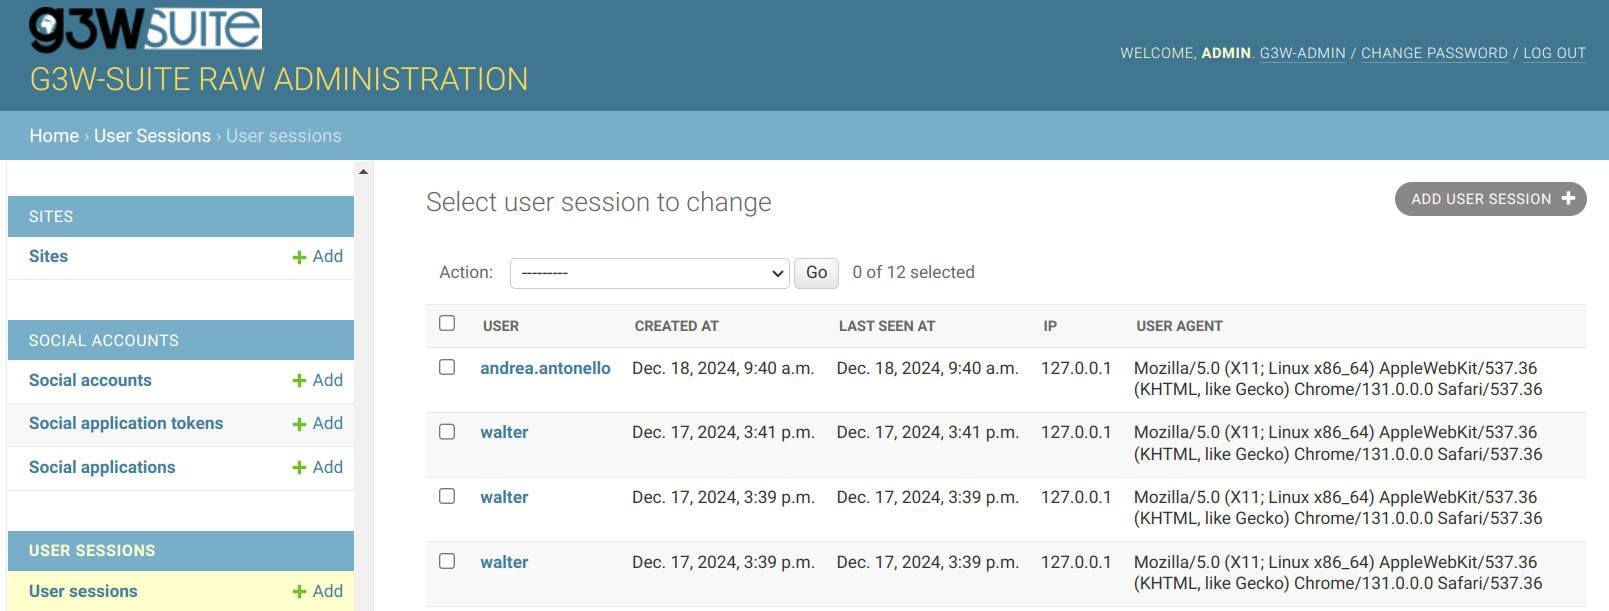 g3wsuite
G3W-SUITE RAW ADMINISTRATION
WELCOME, ADMIN. G3W-ADMIN / CHANGE PASSWORD / LOG OUT
Home › User Sessions › User sessions
SITES
Sites Add
SOCIAL ACCOUNTS
Social accounts Add
Social application tokens Add
Social applications Add
USER SESSIONS
User sessions Add
Select user session to change
ADD USER SESSION
Action: --------- Go 0 of 12 selected
USER CREATED AT LAST SEEN AT IP USER AGENT
andrea.antonello Dec. 18, 2024, 9:40 a.m. Dec. 18, 2024, 9:40 a.m. 127.0.0.1 Mozilla/5.0 (X11; Linux x86_64) AppleWebKit/537.36
(KHTML, like Gecko) Chrome/131.0.0.0 Safari/537.36
walter Dec. 17, 2024, 3:41 p.m. Dec. 17, 2024, 3:41 p.m. 127.0.0.1 Mozilla/5.0 (X11; Linux x86_64) AppleWebKit/537.36
(KHTML, like Gecko) Chrome/131.0.0.0 Safari/537.36
walter Dec. 17, 2024, 3:39 p.m. Dec. 17, 2024, 3:39 p.m. 127.0.0.1 Mozilla/5.0 (X11; Linux x86_64) AppleWebKit/537.36
(KHTML, like Gecko) Chrome/131.0.0.0 Safari/537.36
walter Dec. 17, 2024, 3:39 p.m. Dec. 17, 2024, 3:39 p.m. 127.0.0.1 Mozilla/5.0 (X11; Linux x86_64) AppleWebKit/537.36
(KHTML, like Gecko) Chrome/131.0.0.0 Safari/537.36